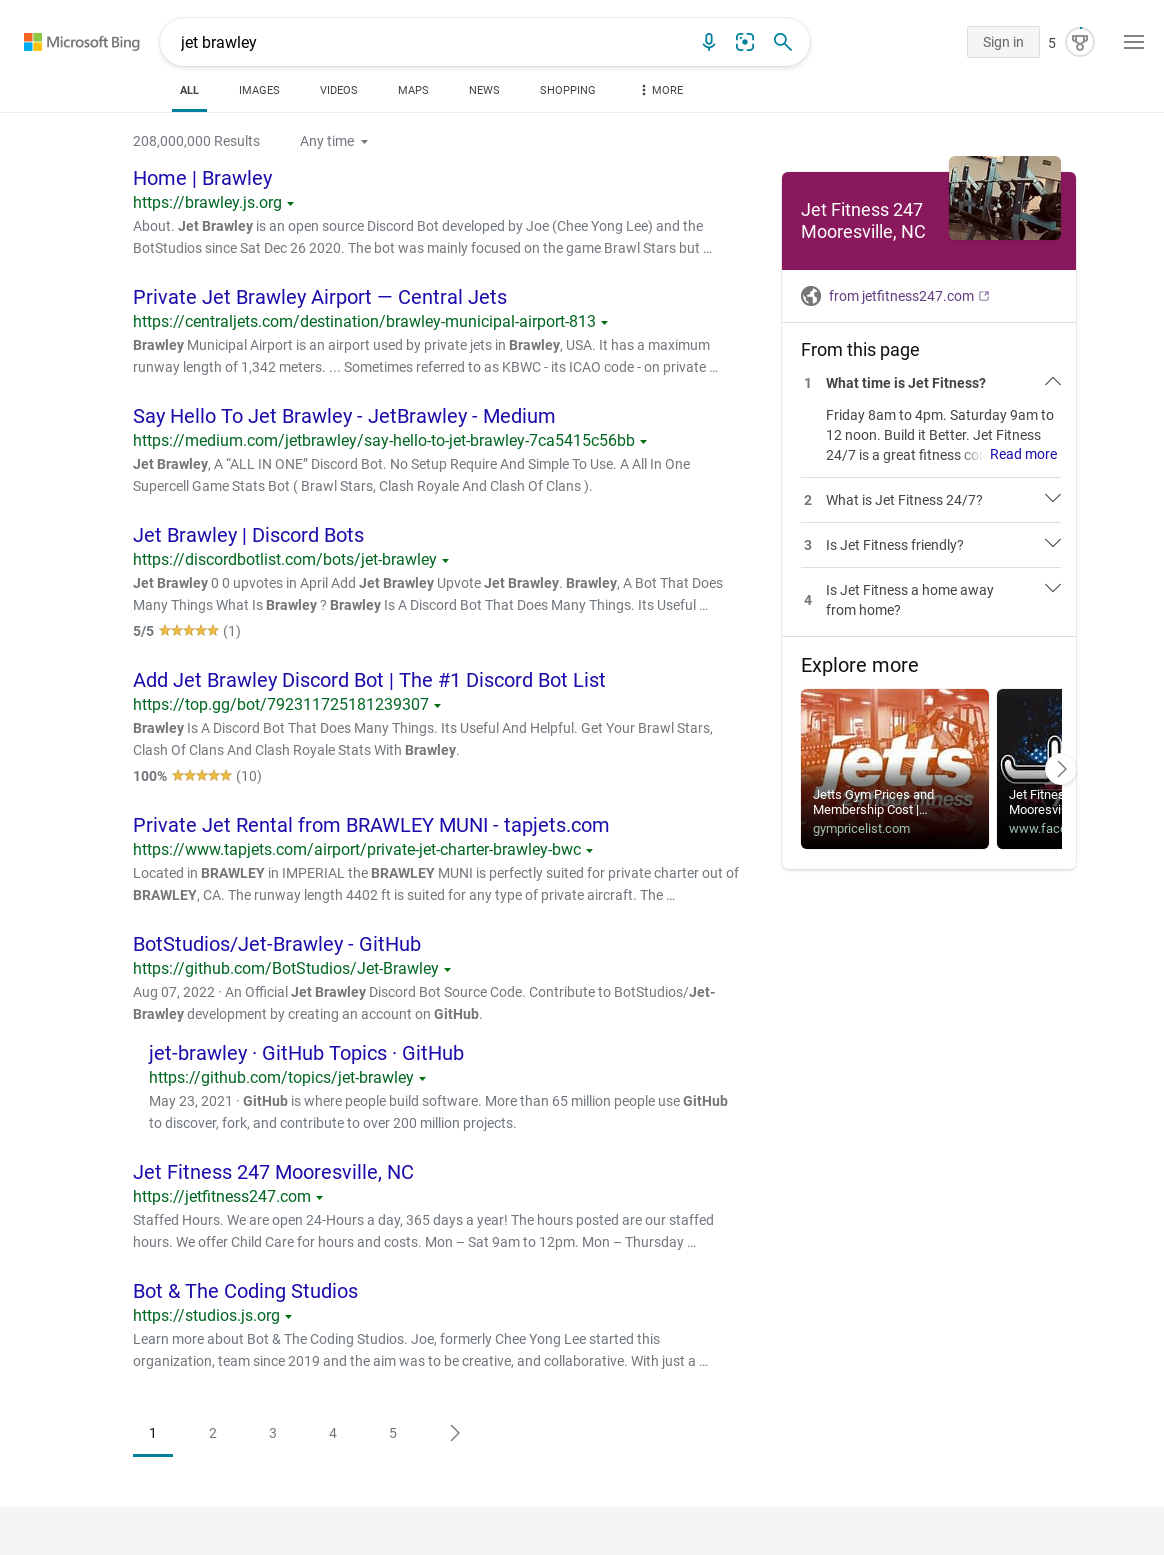 Microsoft Bing
jet brawley
Sign in
5
ALL
IMAGES
VIDEOS
MAPS
NEWS
SHOPPING
MORE
208,000,000 Results
Any time
Home | Brawley
https://brawley.js.org
About. Jet Brawley is an open source Discord Bot developed by Joe (Chee Yong Lee) and the
BotStudios since Sat Dec 26 2020. The bot was mainly focused on the game Brawl Stars but …
Private Jet Brawley Airport — Central Jets
https://centraljets.com/destination/brawley-municipal-airport-813
Brawley Municipal Airport is an airport used by private jets in Brawley, USA. It has a maximum
runway length of 1,342 meters. ... Sometimes referred to as KBWC - its ICAO code - on private …
Say Hello To Jet Brawley - JetBrawley - Medium
https://medium.com/jetbrawley/say-hello-to-jet-brawley-7ca5415c56bb
Jet Brawley, A “ALL IN ONE” Discord Bot. No Setup Require And Simple To Use. A All In One
Supercell Game Stats Bot ( Brawl Stars, Clash Royale And Clash Of Clans ).
Jet Brawley | Discord Bots
https://discordbotlist.com/bots/jet-brawley
Jet Brawley 0 0 upvotes in April Add Jet Brawley Upvote Jet Brawley. Brawley, A Bot That Does
Many Things What Is Brawley ? Brawley Is A Discord Bot That Does Many Things. Its Useful …
5/5 (1)
Add Jet Brawley Discord Bot | The #1 Discord Bot List
https://top.gg/bot/792311725181239307
Brawley Is A Discord Bot That Does Many Things. Its Useful And Helpful. Get Your Brawl Stars,
Clash Of Clans And Clash Royale Stats With Brawley.
100% (10)
Private Jet Rental from BRAWLEY MUNI - tapjets.com
https://www.tapjets.com/airport/private-jet-charter-brawley-bwc
Located in BRAWLEY in IMPERIAL the BRAWLEY MUNI is perfectly suited for private charter out of
BRAWLEY, CA. The runway length 4402 ft is suited for any type of private aircraft. The …
BotStudios/Jet-Brawley - GitHub
https://github.com/BotStudios/Jet-Brawley
Aug 07, 2022 · An Official Jet Brawley Discord Bot Source Code. Contribute to BotStudios/Jet-
Brawley development by creating an account on GitHub.
jet-brawley · GitHub Topics · GitHub
https://github.com/topics/jet-brawley
May 23, 2021 · GitHub is where people build software. More than 65 million people use GitHub
to discover, fork, and contribute to over 200 million projects.
Jet Fitness 247 Mooresville, NC
https://jetfitness247.com
Staffed Hours. We are open 24-Hours a day, 365 days a year! The hours posted are our staffed
hours. We offer Child Care for hours and costs. Mon – Sat 9am to 12pm. Mon – Thursday …
Bot & The Coding Studios
https://studios.js.org
Learn more about Bot & The Coding Studios. Joe, formerly Chee Yong Lee started this
organization, team since 2019 and the aim was to be creative, and collaborative. With just a …
1
2
3
4
5
Jet Fitness 247
Mooresville, NC
from jetfitness247.com
From this page
1 What time is Jet Fitness?
Friday 8am to 4pm. Saturday 9am to
12 noon. Build it Better. Jet Fitness
24/7 is a great fitness co Read more
2 What is Jet Fitness 24/7?
3 Is Jet Fitness friendly?
4 Is Jet Fitness a home away
from home?
Explore more
jetts
24 hour fitness
Jetts Gym Prices and
Membership Cost |…
gympricelist.com
Jet Fitnes
Mooresvi
www.face